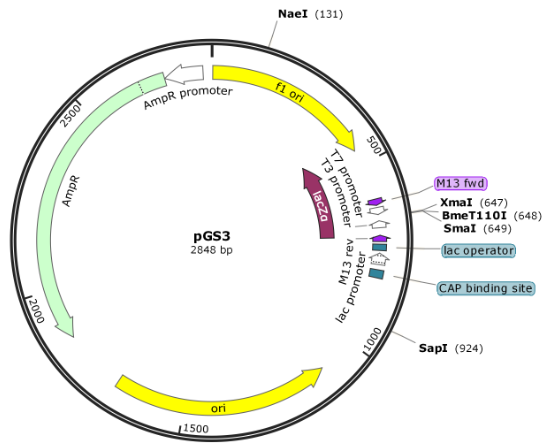 NaeI (131)
AmpR promoter
f1 ori
2500
500
T7 promoter
T3 promoter
M13 fwd
XmaI (647)
BmeT110I (648)
SmaI (649)
AmpR
lacZα
pGS3
2848 bp
M13 rev
lac operator
lac promoter
CAP binding site
2000
1000
SapI (924)
ori
1500